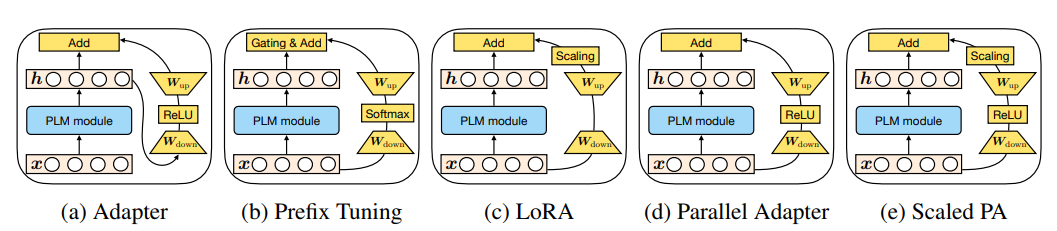 Add
h
W_up
ReLU
PLM module
W_down
x
(a) Adapter
Gating & Add
h
W_up
Softmax
PLM module
W_down
x
(b) Prefix Tuning
Add
Scaling
h
W_up
PLM module
W_down
x
(c) LoRA
Add
h
W_up
ReLU
PLM module
W_down
x
(d) Parallel Adapter
Add
Scaling
h
W_up
ReLU
PLM module
W_down
x
(e) Scaled PA